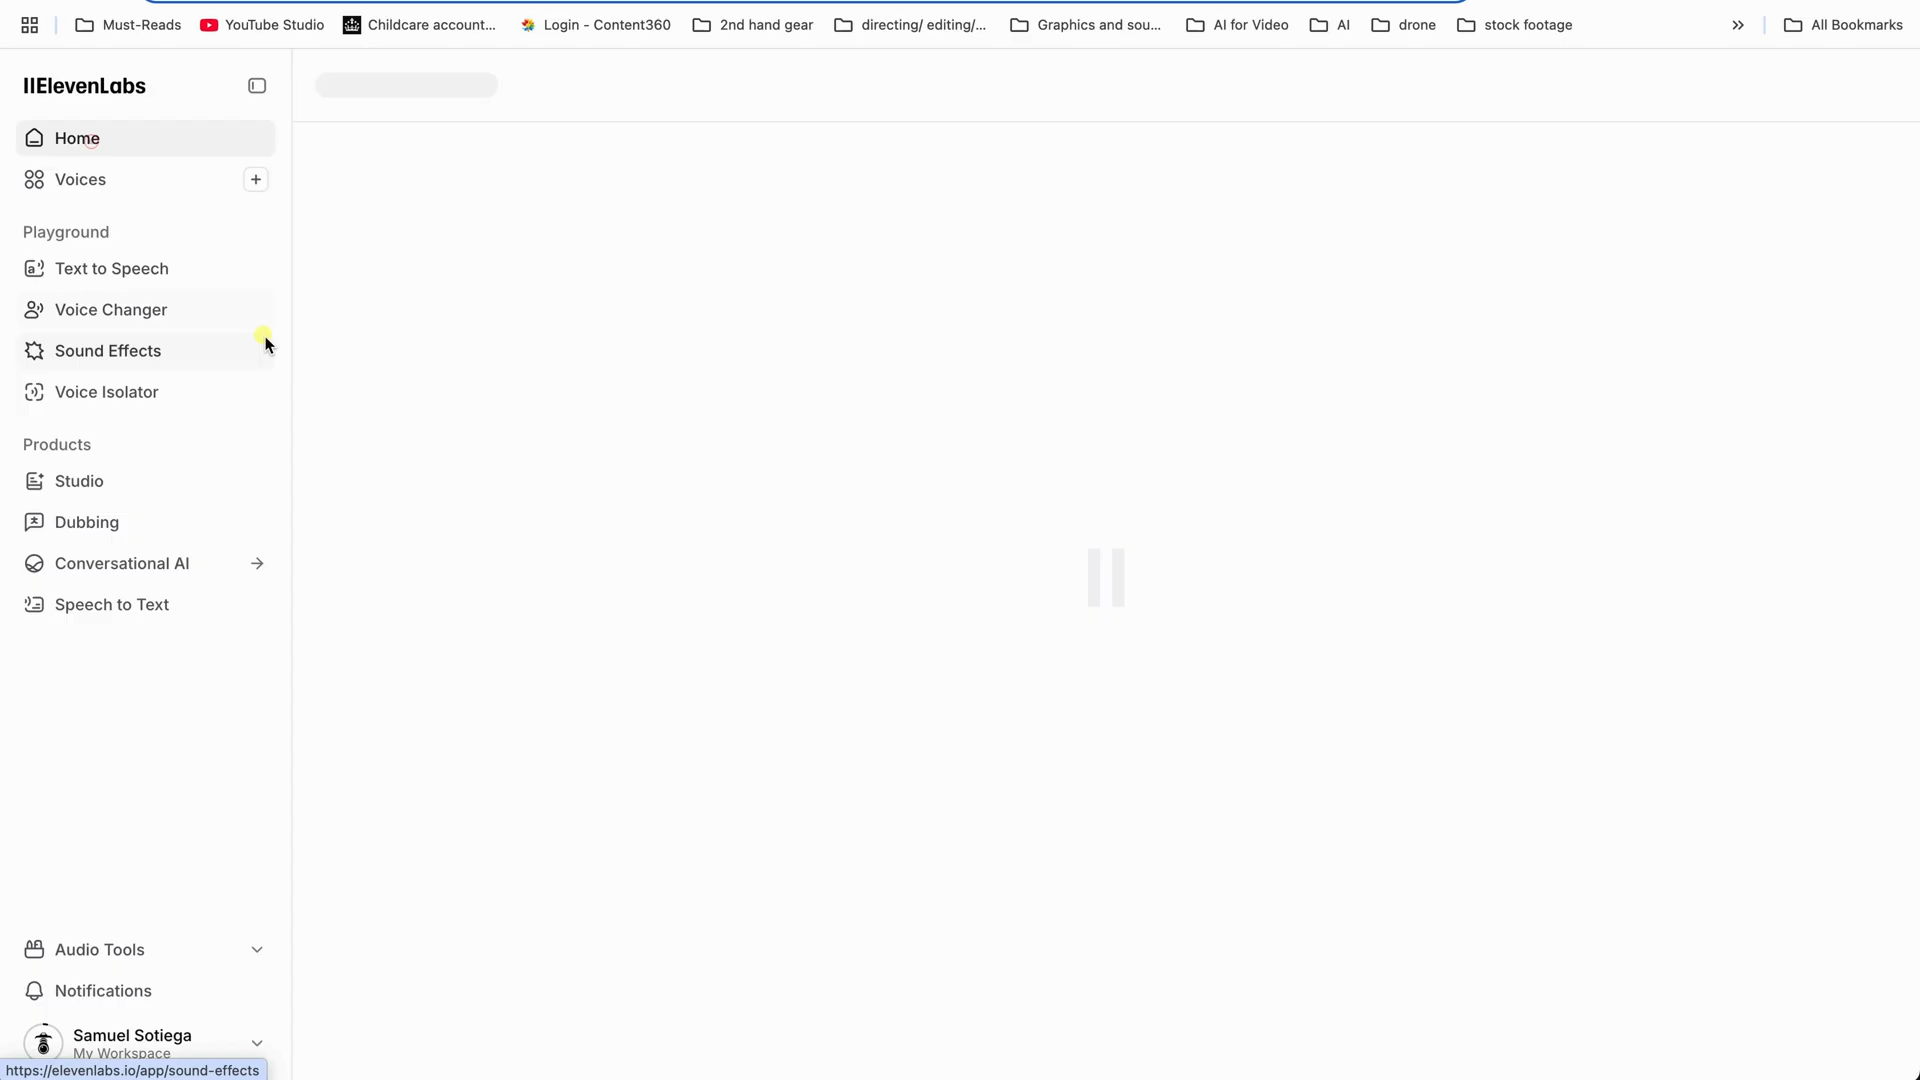 Must-Reads
YouTube Studio
Childcare account...
Login - Content360
2nd hand gear
directing/ editing/...
Graphics and sou...
AI for Video
AI
drone
stock footage
All Bookmarks
IIElevenLabs
Home
Voices
Playground
Text to Speech
Voice Changer
Sound Effects
Voice Isolator
Products
Studio
Dubbing
Conversational AI
Speech to Text
Audio Tools
Notifications
Samuel Sotiega
My Workspace
https://elevenlabs.io/app/sound-effects